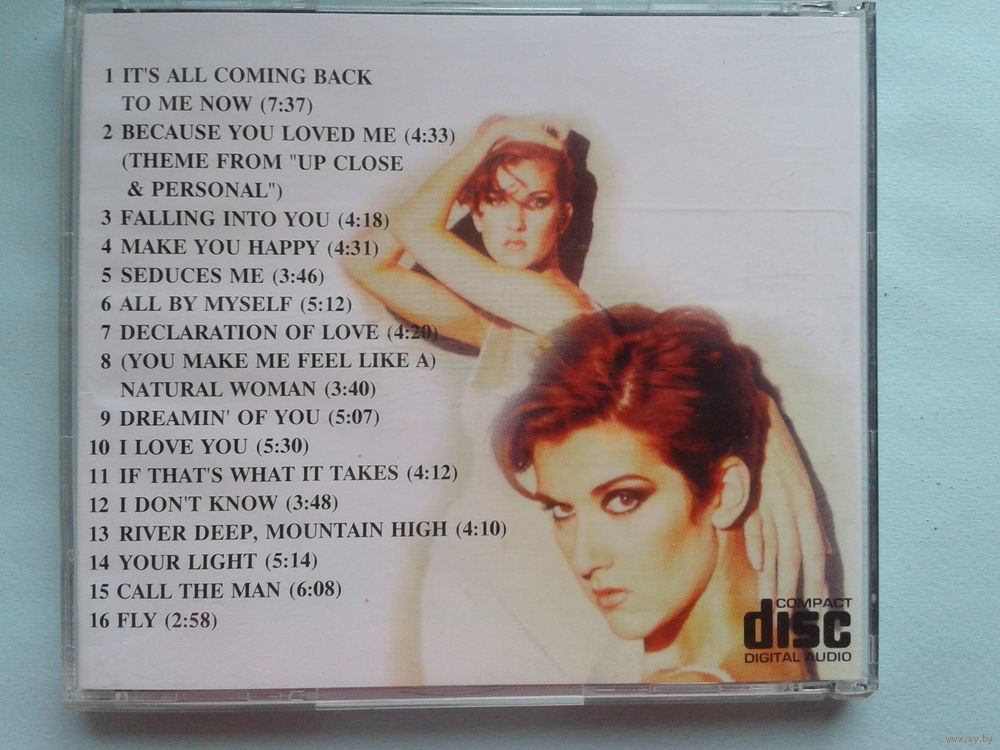 1 IT'S ALL COMING BACK
TO ME NOW (7:37)
2 BECAUSE YOU LOVED ME (4:33)
(THEME FROM "UP CLOSE
& PERSONAL")
3 FALLING INTO YOU (4:18)
4 MAKE YOU HAPPY (4:31)
5 SEDUCES ME (3:46)
6 ALL BY MYSELF (5:12)
7 DECLARATION OF LOVE (4:20)
8 (YOU MAKE ME FEEL LIKE A)
NATURAL WOMAN (3:40)
9 DREAMIN' OF YOU (5:07)
10 I LOVE YOU (5:30)
11 IF THAT'S WHAT IT TAKES (4:12)
12 I DON'T KNOW (3:48)
13 RIVER DEEP, MOUNTAIN HIGH (4:10)
14 YOUR LIGHT (5:14)
15 CALL THE MAN (6:08)
16 FLY (2:58)
COMPACT
disc
DIGITAL AUDIO
www.ay.by